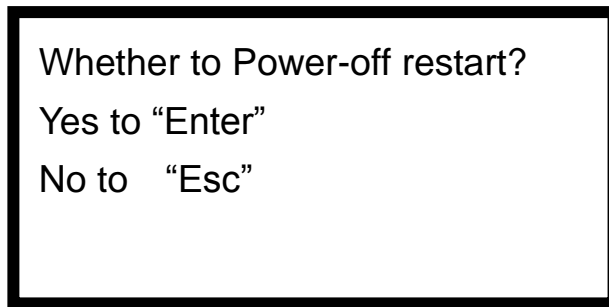 Whether to Power-off restart?
Yes to “Enter”
No to “Esc”